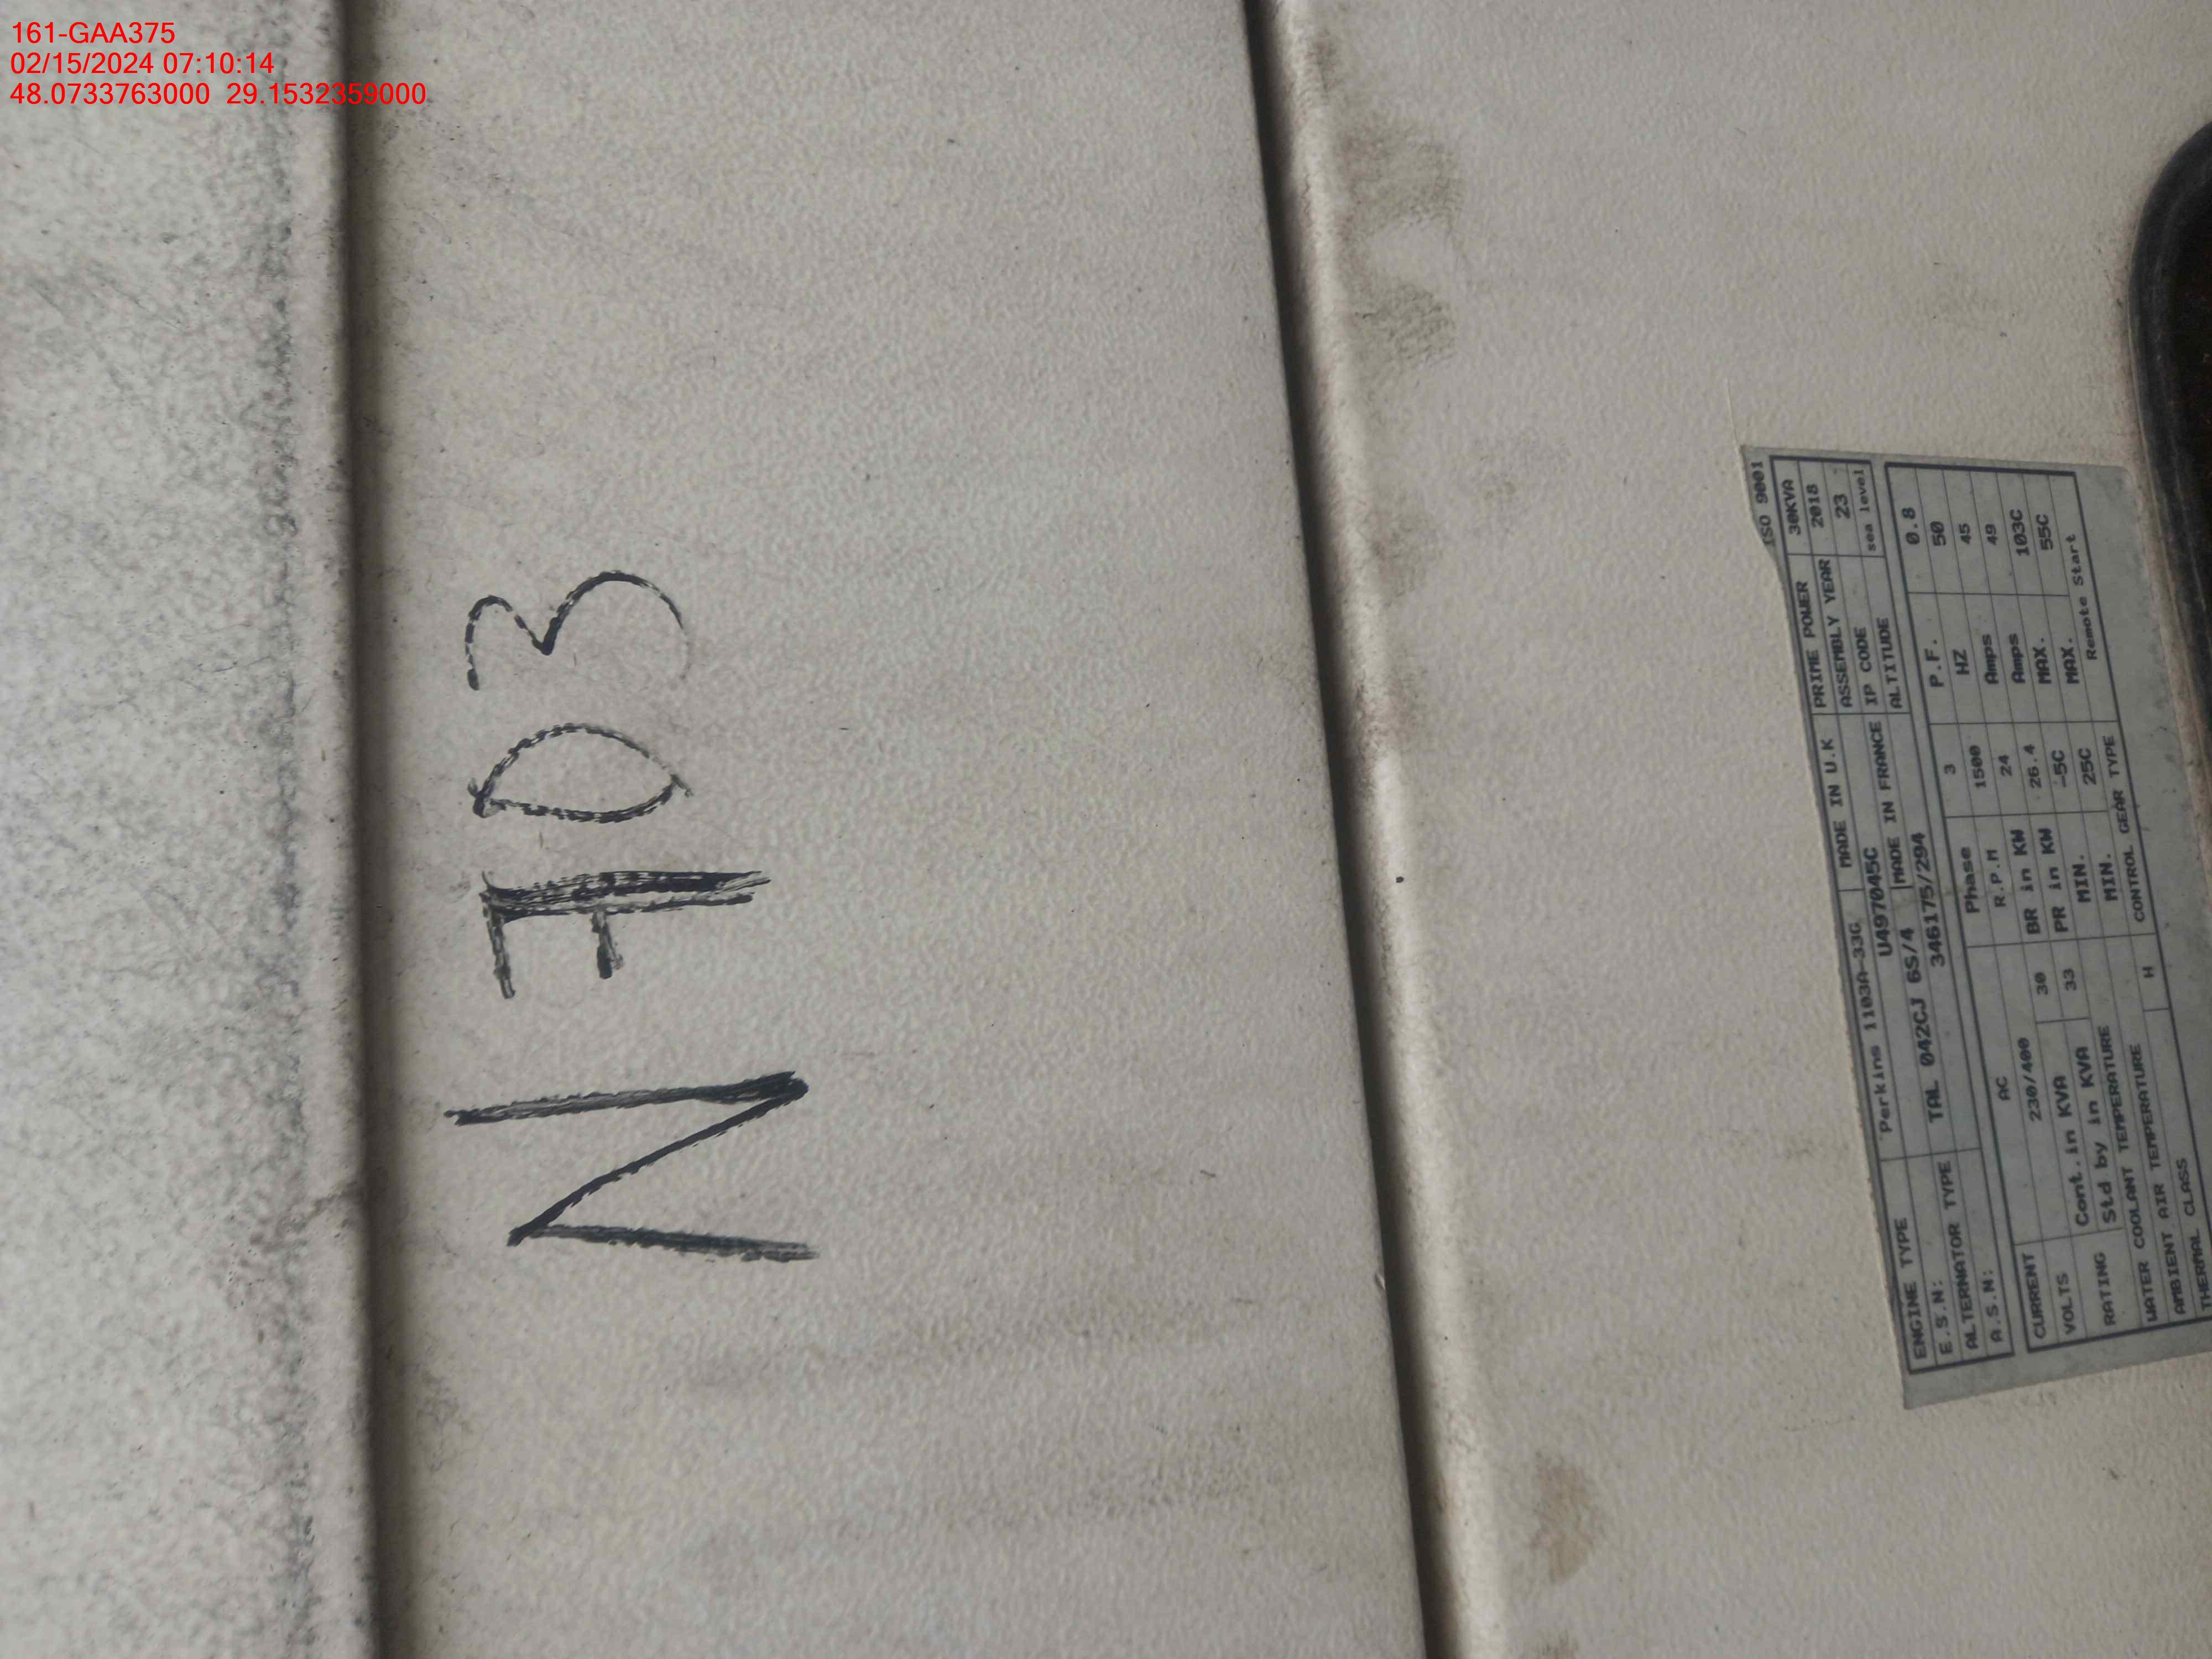 161-GAA375
02/15/2024 07:10:14
48.0733763000 29.1532359000
N 703
ISO 9001
ENGINE TYPE Perkins 1103A-33G MADE IN U.K PRIME POWER 30KVA
E.S.N: U4970045C ASSEMBLY YEAR 2018
ALTERNATOR TYPE TAL 042CJ 6S/4 MADE IN FRANCE IP CODE 23
A.S.N: 346175/294 ALTITUDE sea level
CURRENT AC Phase 3 P.F. 0.8
VOLTS 230/400 R.P.M 1500 HZ 50
RATING Cont.in KVA 30 BR in KW 24 Amps 45
Std by in KVA 33 PR in KW 26.4 Amps 49
WATER COOLANT TEMPERATURE MIN. -5C MAX. 103C
AMBIENT AIR TEMPERATURE MIN. 25C MAX. 55C
THERMAL CLASS H CONTROL GEAR TYPE Remote Start